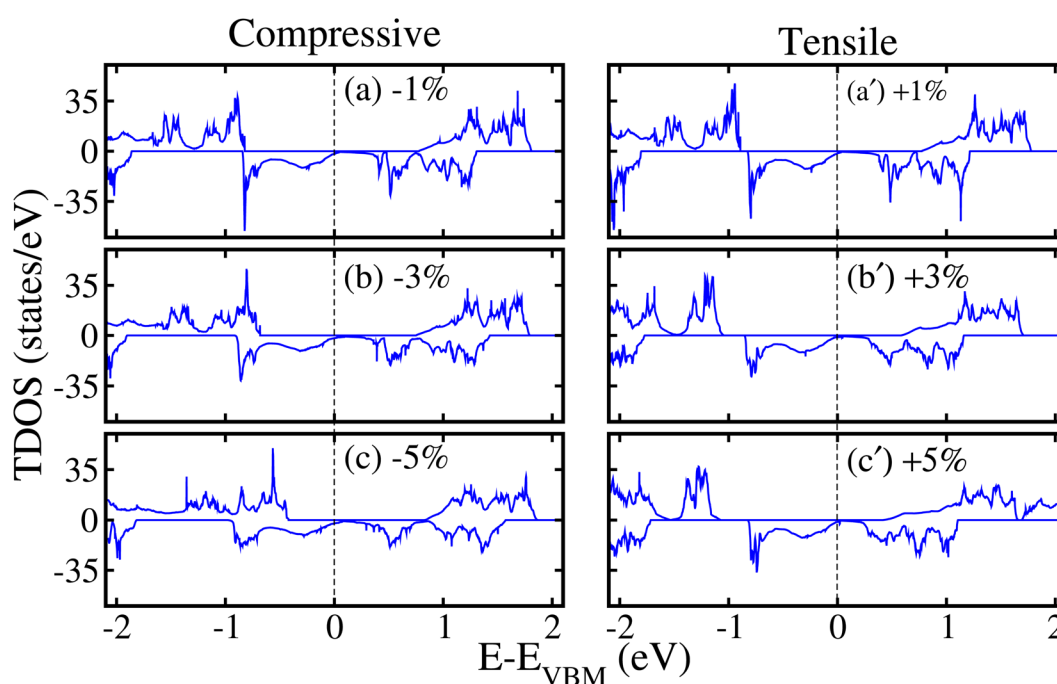 Compressive
Tensile
TDOS (states/eV)
35
0
-35
(a) -1%
(a′) +1%
35
0
-35
(b) -3%
(b′) +3%
35
0
-35
(c) -5%
(c′) +5%
-2 -1 0 1 2
-2 -1 0 1 2
E-E_VBM (eV)